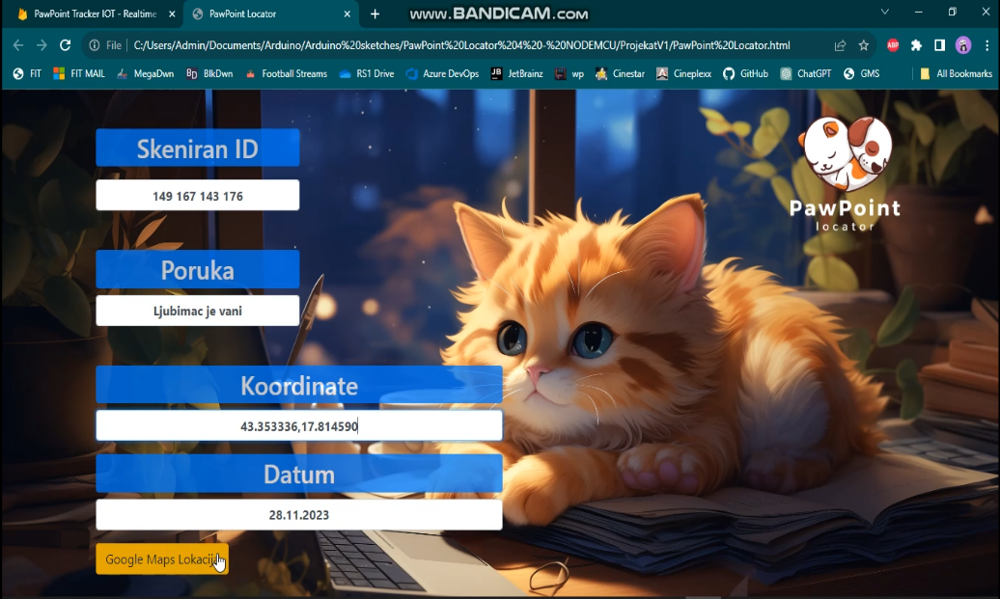 PawPoint Tracker IOT - Realtime
PawPoint Locator
www.BANDICAM.com
File
C:/Users/Admin/Documents/Arduino/Arduino%20sketches/PawPoint%20Locator%204%20-%20NODEMCU/ProjekatV1/PawPoint%20Locator.html
ABP
FIT
FIT MAIL
MegaDwn
BD BlkDwn
Football Streams
RS1 Drive
Azure DevOps
JB JetBrainz
wp
Cinestar
Cineplexx
GitHub
ChatGPT
GMS
All Bookmarks
Skeniran ID
149 167 143 176
PawPoint
locator
Poruka
Ljubimac je vani
Koordinate
43.353336,17.814590
Datum
28.11.2023
Google Maps Lokacija